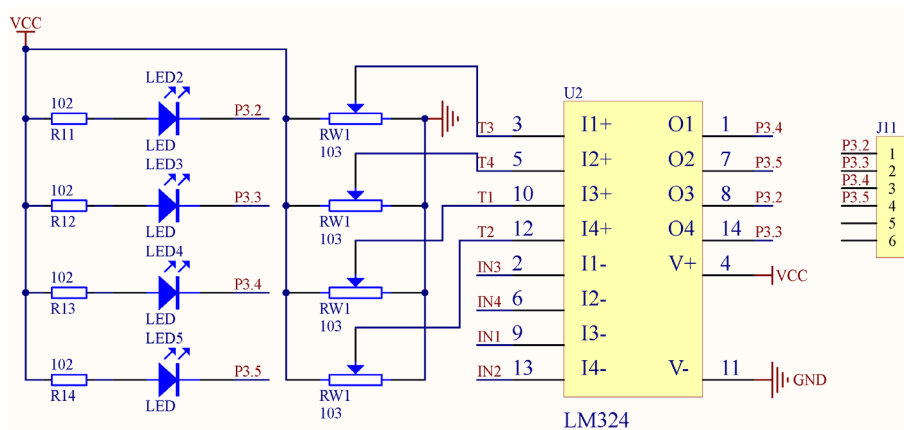 VCC
102
R11
LED2
LED
P3.2
102
R12
LED3
LED
P3.3
102
R13
LED4
LED
P3.4
102
R14
LED5
LED
P3.5
RW1
103
RW1
103
RW1
103
RW1
103
U2
T3 3 I1+ O1 1 P3.4
T4 5 I2+ O2 7 P3.5
T1 10 I3+ O3 8 P3.2
T2 12 I4+ O4 14 P3.3
IN3 2 I1- V+ 4 VCC
IN4 6 I2-
IN1 9 I3-
IN2 13 I4- V- 11 GND
LM324
J11
P3.2 1
P3.3 2
P3.4 3
P3.5 4
5
6